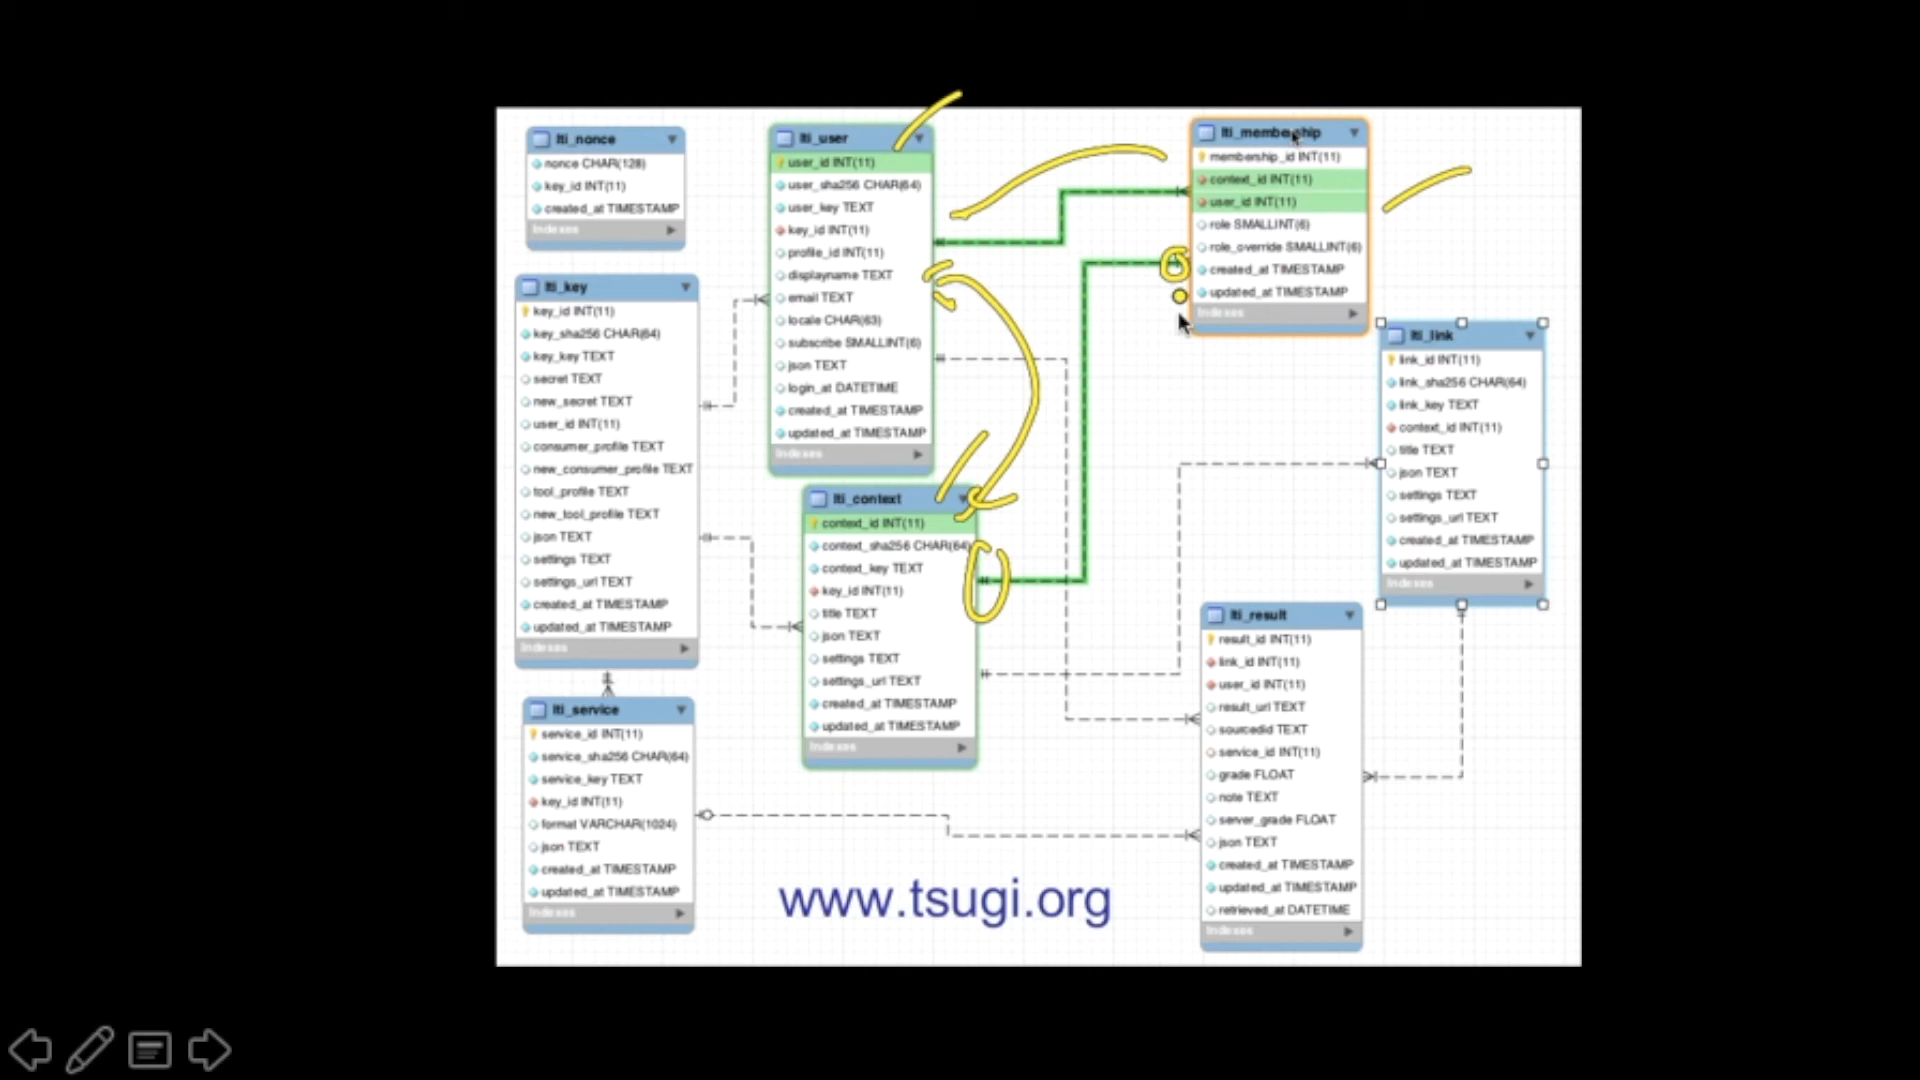 lti_nonce
nonce CHAR(128)
key_id INT(11)
created_at TIMESTAMP
Indexes
lti_key
key_id INT(11)
key_sha256 CHAR(64)
key_key TEXT
secret TEXT
new_secret TEXT
user_id INT(11)
consumer_profile TEXT
new_consumer_profile TEXT
tool_profile TEXT
new_tool_profile TEXT
json TEXT
settings TEXT
settings_url TEXT
created_at TIMESTAMP
updated_at TIMESTAMP
Indexes
lti_service
service_id INT(11)
service_sha256 CHAR(64)
service_key TEXT
key_id INT(11)
format VARCHAR(1024)
json TEXT
created_at TIMESTAMP
updated_at TIMESTAMP
Indexes
lti_user
user_id INT(11)
user_sha256 CHAR(64)
user_key TEXT
key_id INT(11)
profile_id INT(11)
displayname TEXT
email TEXT
locale CHAR(63)
subscribe SMALLINT(6)
json TEXT
login_at DATETIME
created_at TIMESTAMP
updated_at TIMESTAMP
Indexes
lti_context
context_id INT(11)
context_sha256 CHAR(64)
context_key TEXT
key_id INT(11)
title TEXT
json TEXT
settings TEXT
settings_url TEXT
created_at TIMESTAMP
updated_at TIMESTAMP
Indexes
www.tsugi.org
lti_membership
membership_id INT(11)
context_id INT(11)
user_id INT(11)
role SMALLINT(6)
role_override SMALLINT(6)
created_at TIMESTAMP
updated_at TIMESTAMP
Indexes
lti_link
link_id INT(11)
link_sha256 CHAR(64)
link_key TEXT
context_id INT(11)
title TEXT
json TEXT
settings TEXT
settings_url TEXT
created_at TIMESTAMP
updated_at TIMESTAMP
Indexes
lti_result
result_id INT(11)
link_id INT(11)
user_id INT(11)
result_url TEXT
sourcedid TEXT
service_id INT(11)
grade FLOAT
note TEXT
server_grade FLOAT
json TEXT
created_at TIMESTAMP
updated_at TIMESTAMP
retrieved_at DATETIME
Indexes